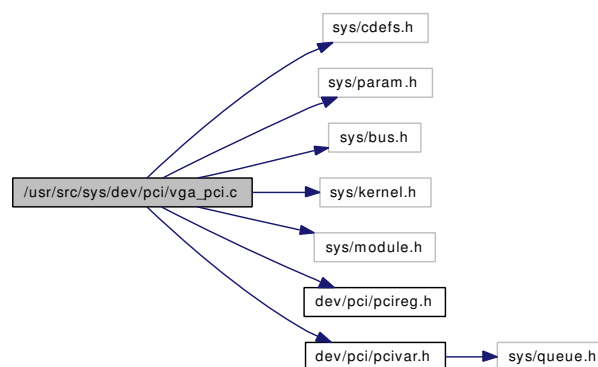 sys/cdefs.h
sys/param.h
sys/bus.h
/usr/src/sys/dev/pci/vga_pci.c
sys/kernel.h
sys/module.h
dev/pci/pcireg.h
dev/pci/pcivar.h
sys/queue.h